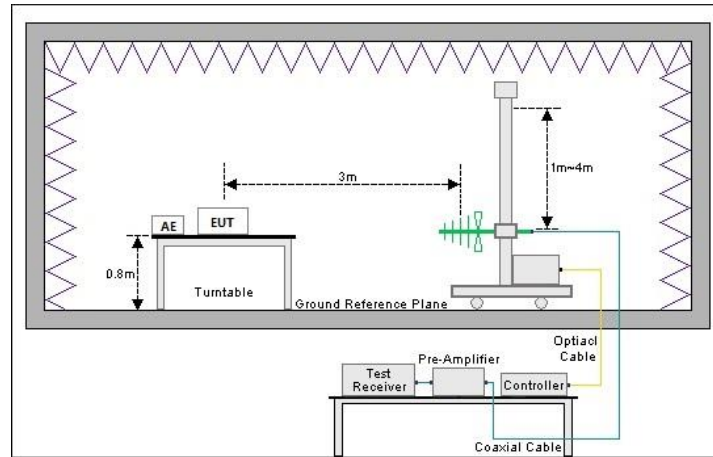 3m
1m~4m
AE
EUT
0.8m
Turntable
Ground Reference Plane
Optiacl
Cable
Pre-Amplifier
Test
Receiver
Controller
Coaxial Cable